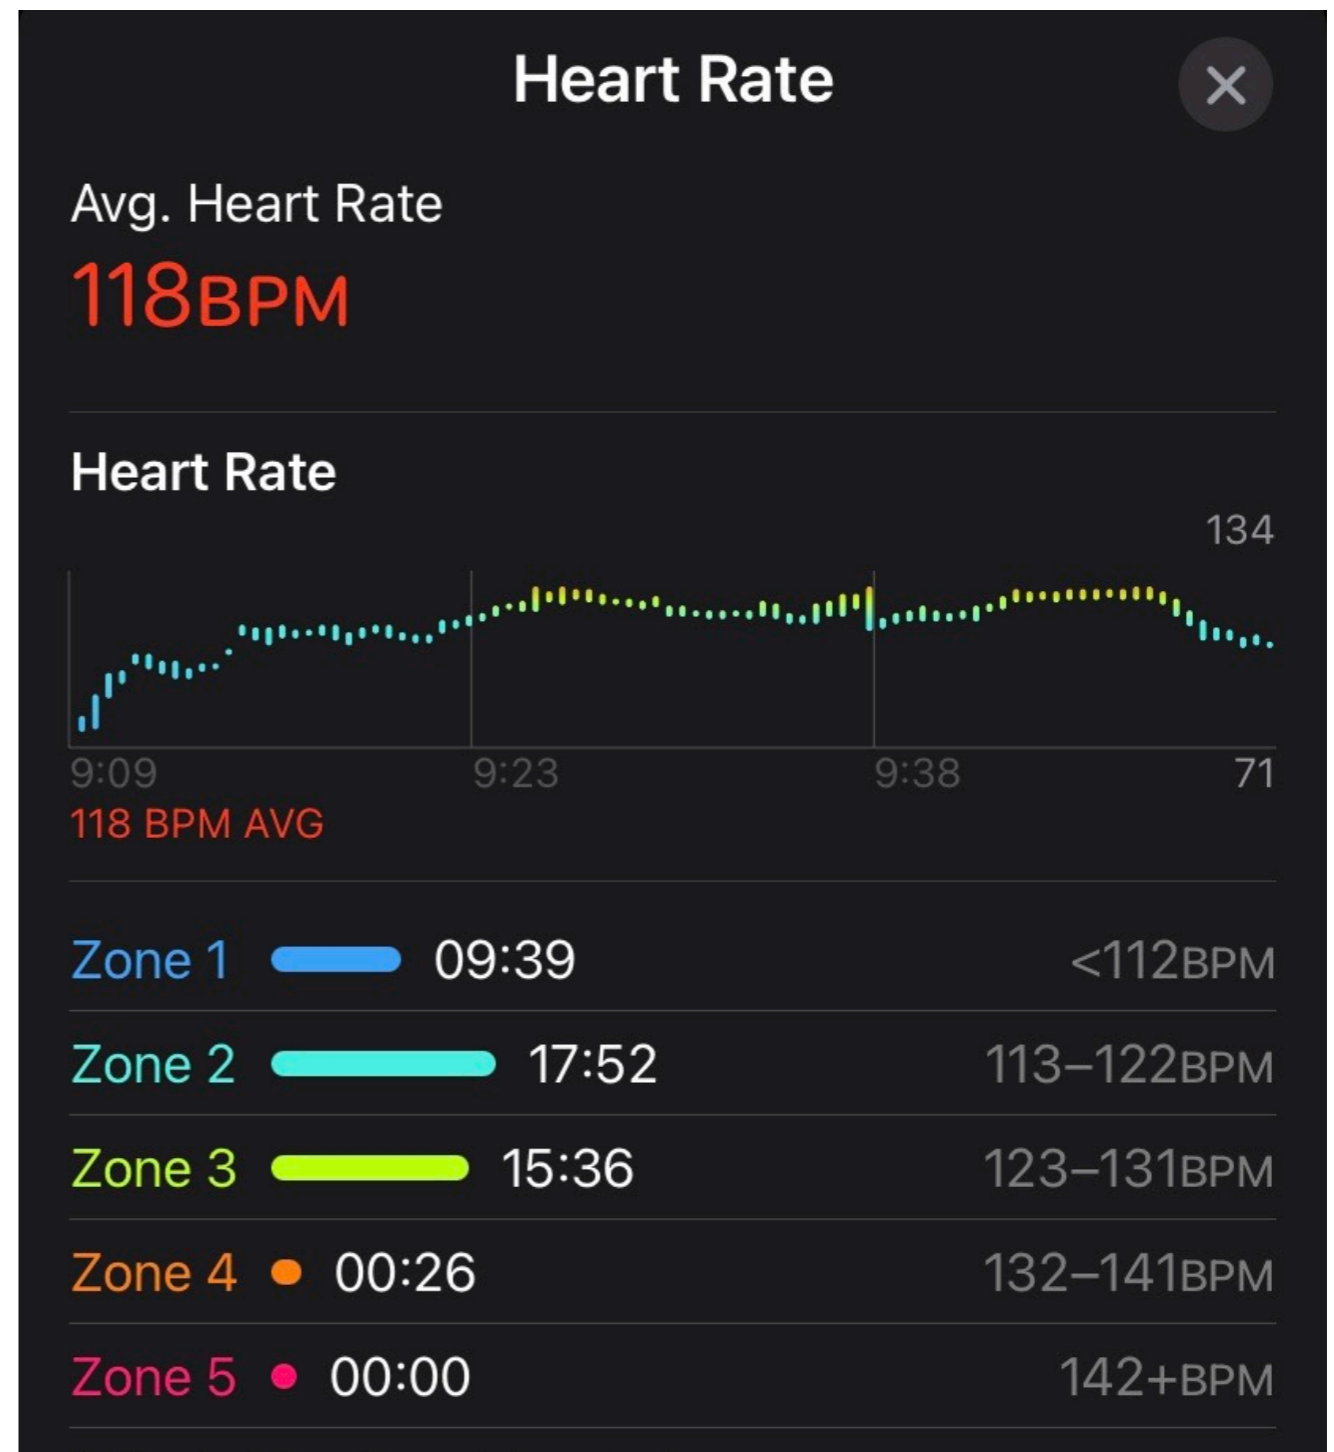 Heart Rate
Avg. Heart Rate
118BPM
Heart Rate
134
9:09 9:23 9:38 71
118 BPM AVG
Zone 1 09:39 <112BPM
Zone 2 17:52 113–122BPM
Zone 3 15:36 123–131BPM
Zone 4 00:26 132–141BPM
Zone 5 00:00 142+BPM